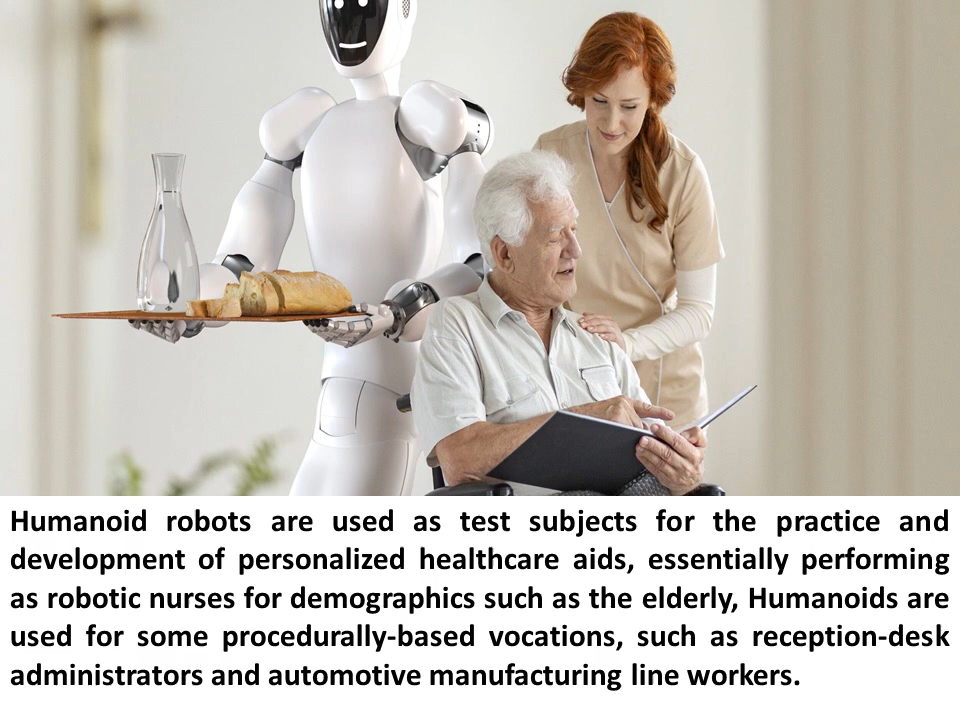 Humanoid robots are used as test subjects for the practice and
development of personalized healthcare aids, essentially performing
as robotic nurses for demographics such as the elderly, Humanoids are
used for some procedurally-based vocations, such as reception-desk
administrators and automotive manufacturing line workers.